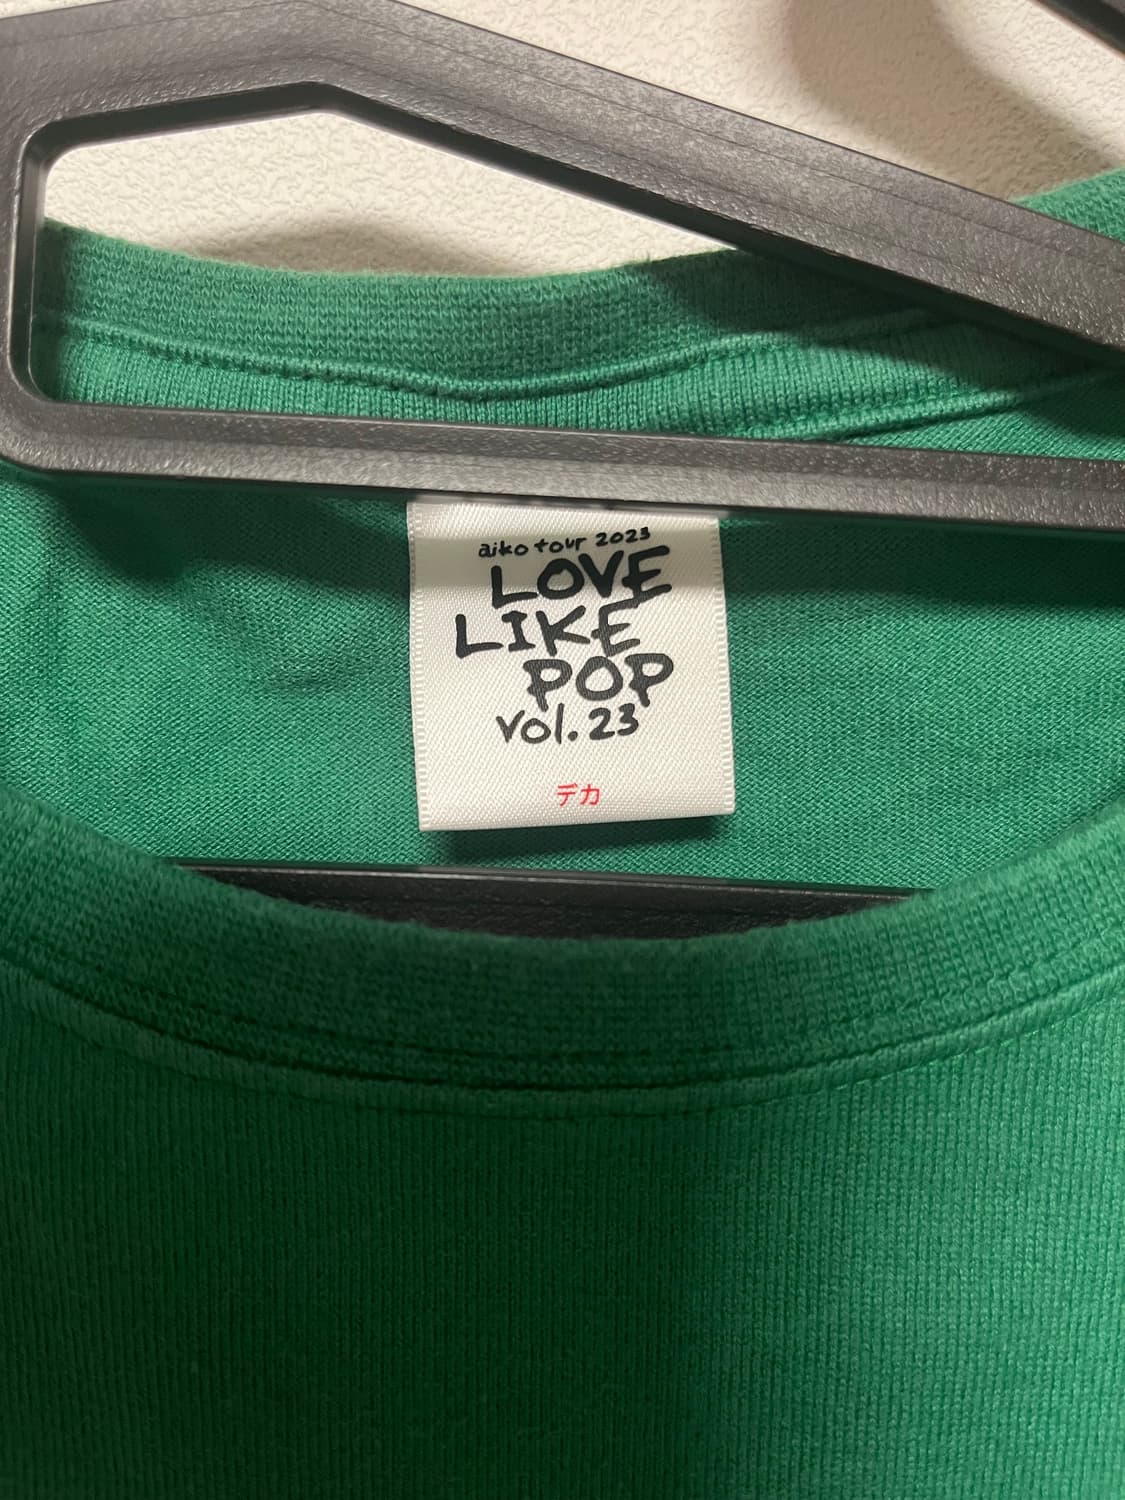 aiko tour 2023
LOVE
LIKE
POP
vol.23
デカ